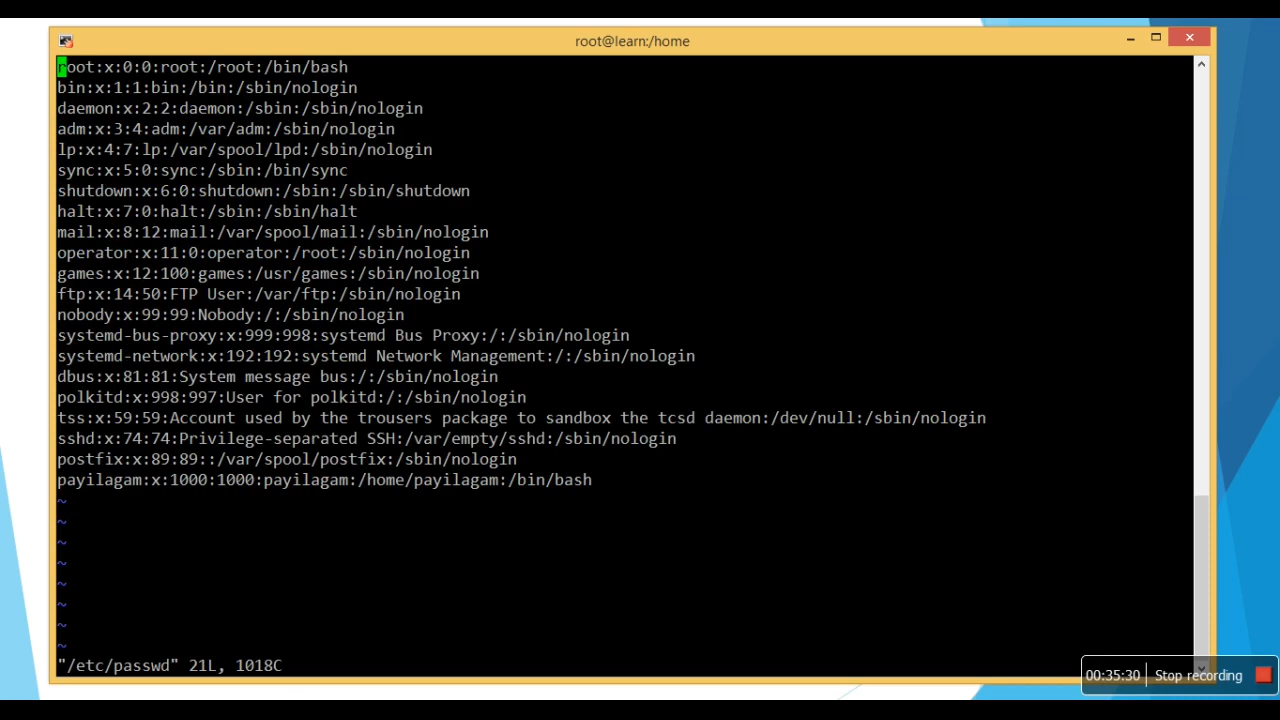 root@learn:/home
root:x:0:0:root:/root:/bin/bash
bin:x:1:1:bin:/bin:/sbin/nologin
daemon:x:2:2:daemon:/sbin:/sbin/nologin
adm:x:3:4:adm:/var/adm:/sbin/nologin
lp:x:4:7:lp:/var/spool/lpd:/sbin/nologin
sync:x:5:0:sync:/sbin:/bin/sync
shutdown:x:6:0:shutdown:/sbin:/sbin/shutdown
halt:x:7:0:halt:/sbin:/sbin/halt
mail:x:8:12:mail:/var/spool/mail:/sbin/nologin
operator:x:11:0:operator:/root:/sbin/nologin
games:x:12:100:games:/usr/games:/sbin/nologin
ftp:x:14:50:FTP User:/var/ftp:/sbin/nologin
nobody:x:99:99:Nobody:/:/sbin/nologin
systemd-bus-proxy:x:999:998:systemd Bus Proxy:/:/sbin/nologin
systemd-network:x:192:192:systemd Network Management:/:/sbin/nologin
dbus:x:81:81:System message bus:/:/sbin/nologin
polkitd:x:998:997:User for polkitd:/:/sbin/nologin
tss:x:59:59:Account used by the trousers package to sandbox the tcsd daemon:/dev/null:/sbin/nologin
sshd:x:74:74:Privilege-separated SSH:/var/empty/sshd:/sbin/nologin
postfix:x:89:89::/var/spool/postfix:/sbin/nologin
payilagam:x:1000:1000:payilagam:/home/payilagam:/bin/bash
~
~
~
~
~
~
~
~
"/etc/passwd" 21L, 1018C
00:35:30 Stop recording